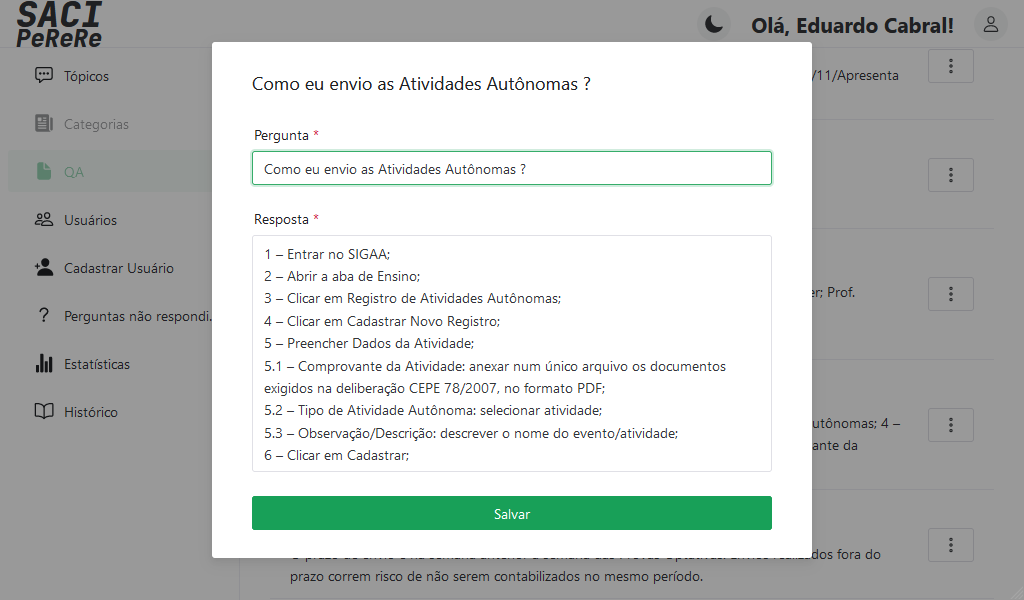 SACI
PeReRe
Olá, Eduardo Cabral!
Tópicos
Categorias
QA
Usuários
Cadastrar Usuário
?
Perguntas não respondi.
Estatísticas
Histórico
Como eu envio as Atividades Autônomas ?
Pergunta *
Como eu envio as Atividades Autônomas ?
Resposta *
1 – Entrar no SIGAA;
2 – Abrir a aba de Ensino;
3 – Clicar em Registro de Atividades Autônomas;
4 – Clicar em Cadastrar Novo Registro;
5 – Preencher Dados da Atividade;
5.1 – Comprovante da Atividade: anexar num único arquivo os documentos
exigidos na deliberação CEPE 78/2007, no formato PDF;
5.2 – Tipo de Atividade Autônoma: selecionar atividade;
5.3 – Observação/Descrição: descrever o nome do evento/atividade;
6 – Clicar em Cadastrar;
Salvar
/11/Apresenta
er; Prof.
utônomas; 4 –
ante da
dos fora do
prazo correm risco de não serem contabilizados no mesmo período.